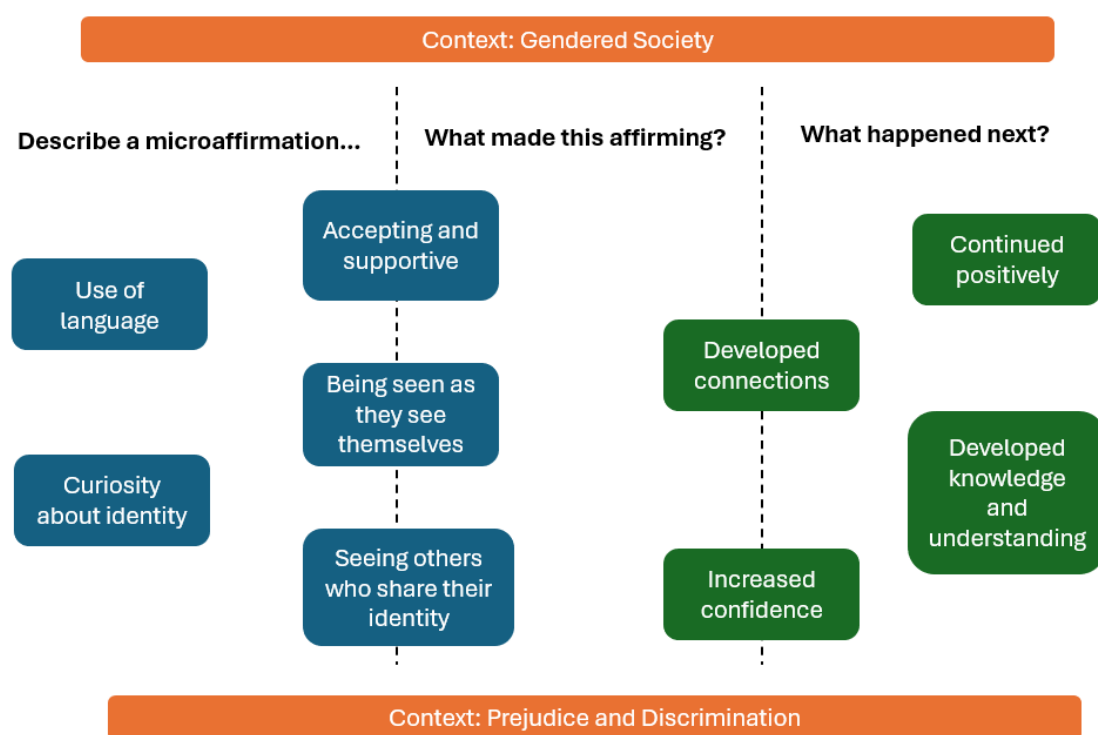 Context: Gendered Society
Describe a microaffirmation...
What made this affirming?
What happened next?
Use of
language
Curiosity
about identity
Accepting and
supportive
Being seen as
they see
themselves
Seeing others
who share their
identity
Developed
connections
Increased
confidence
Continued
positively
Developed
knowledge
and
understanding
Context: Prejudice and Discrimination